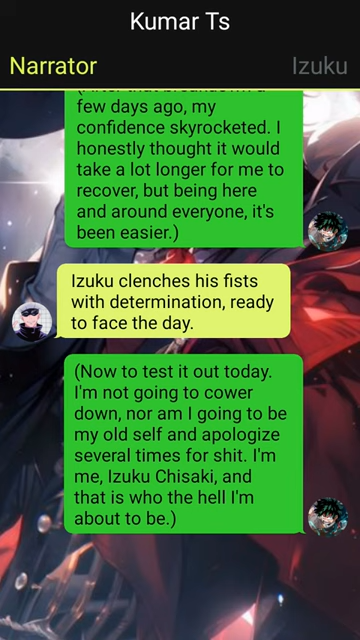 Kumar Ts
Narrator
Izuku
few days ago, my
confidence skyrocketed. I
honestly thought it would
take a lot longer for me to
recover, but being here
and around everyone, it's
been easier.)
Izuku clenches his fists
with determination, ready
to face the day.
(Now to test it out today.
I'm not going to cower
down, nor am I going to be
my old self and apologize
several times for shit. I'm
me, Izuku Chisaki, and
that is who the hell I'm
about to be.)